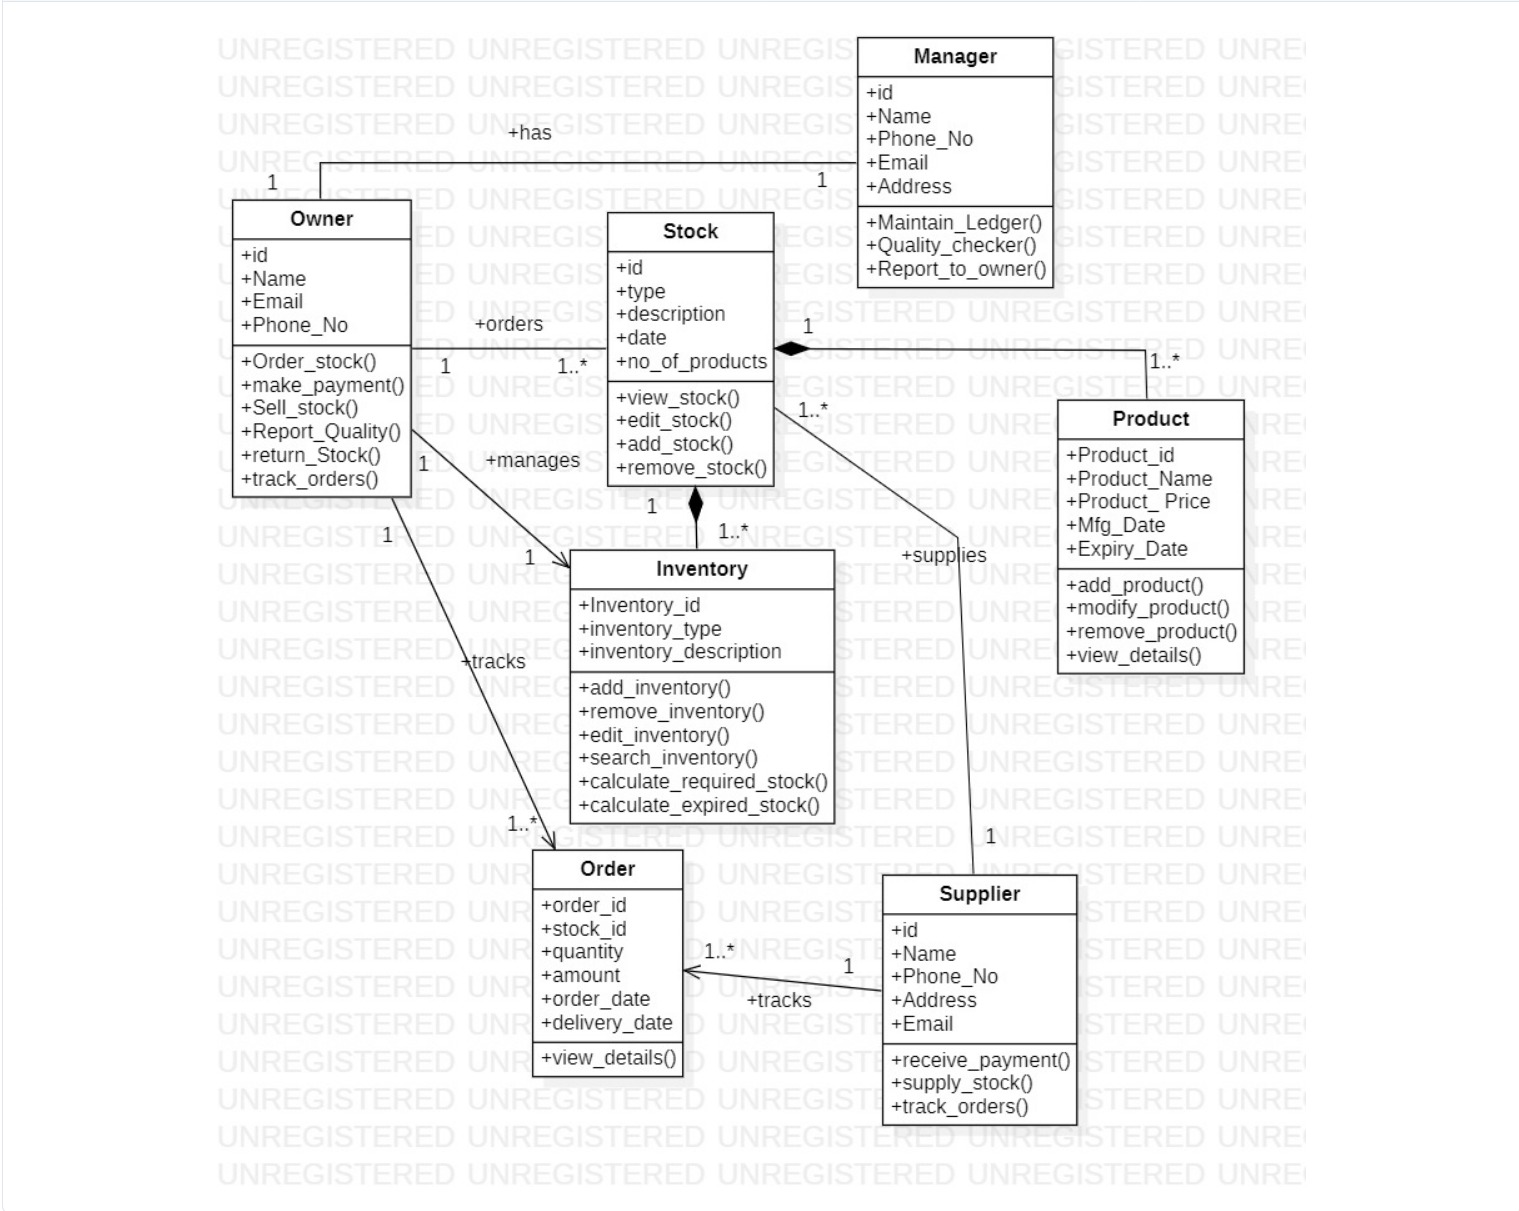 UNREGISTERED UNREGISTERED UNREGISTERED UNREGISTERED UNREGISTERED
Manager
+id
+Name
+Phone_No
+Email
+Address
+Maintain_Ledger()
+Quality_checker()
+Report_to_owner()
+has
1
1
Owner
+id
+Name
+Email
+Phone_No
+Order_stock()
+make_payment()
+Sell_stock()
+Report_Quality()
+return_Stock()
+track_orders()
+orders
1
1..*
Stock
+id
+type
+description
+date
+no_of_products
+view_stock()
+edit_stock()
+add_stock()
+remove_stock()
1
1..*
Product
+Product_id
+Product_Name
+Product_ Price
+Mfg_Date
+Expiry_Date
+add_product()
+modify_product()
+remove_product()
+view_details()
1..*
+supplies
1
1
+manages
1
1
1..*
Inventory
+Inventory_id
+inventory_type
+inventory_description
+add_inventory()
+remove_inventory()
+edit_inventory()
+search_inventory()
+calculate_required_stock()
+calculate_expired_stock()
1
+tracks
1..*
Order
+order_id
+stock_id
+quantity
+amount
+order_date
+delivery_date
+view_details()
1..*
1
+tracks
Supplier
+id
+Name
+Phone_No
+Address
+Email
+receive_payment()
+supply_stock()
+track_orders()